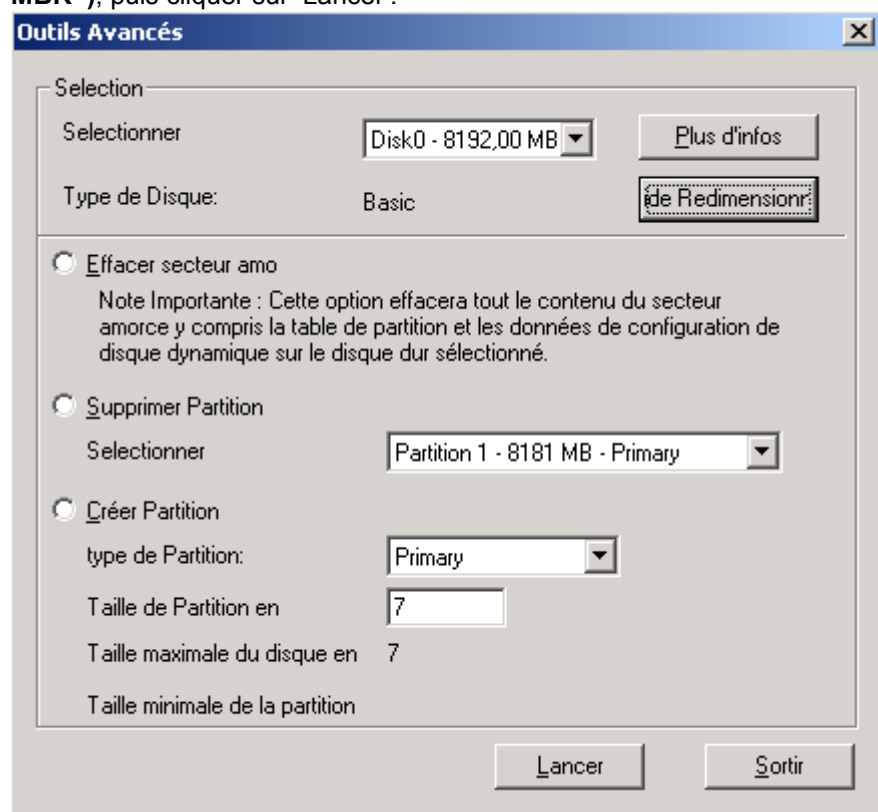 MBR"), puis cliquer sur "Lancer".
Outils Avancés
Selection
Selectionner Disk0 - 8192,00 MB Plus d'infos
Type de Disque: Basic de Redimensionr
Effacer secteur amo
Note Importante : Cette option effacera tout le contenu du secteur
amorce y compris la table de partition et les données de configuration de
disque dynamique sur le disque dur sélectionné.
Supprimer Partition
Selectionner Partition 1 - 8181 MB - Primary
Créer Partition
type de Partition: Primary
Taille de Partition en 7
Taille maximale du disque en 7
Taille minimale de la partition
Lancer Sortir